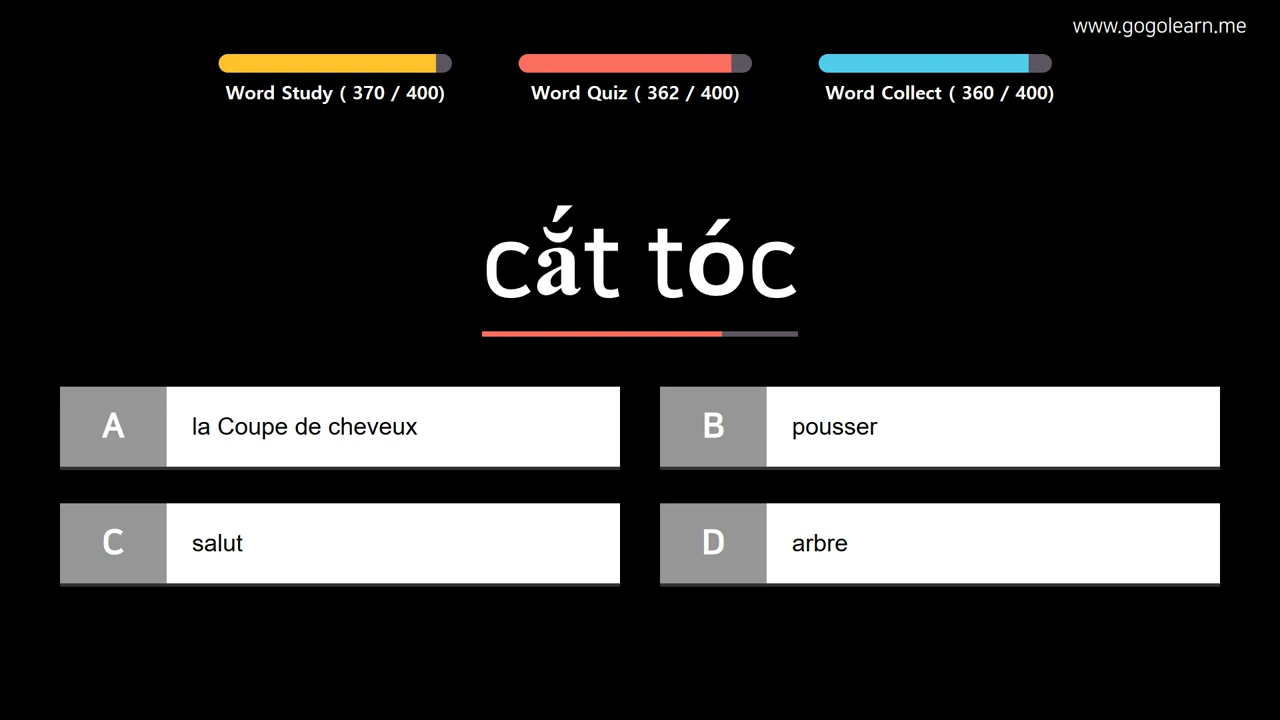 www.gogolearn.me
Word Study ( 370 / 400)
Word Quiz ( 362 / 400)
Word Collect ( 360 / 400)
cắt tóc
A la Coupe de cheveux
B pousser
C salut
D arbre